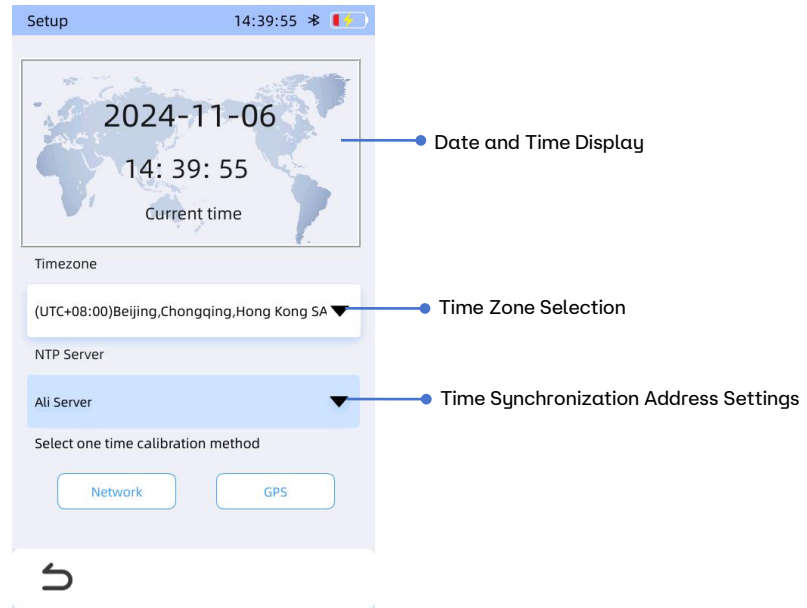 Setup 14:39:55
2024-11-06
14: 39: 55
Current time
Date and Time Display
Timezone
(UTC+08:00)Beijing,Chongqing,Hong Kong SA
Time Zone Selection
NTP Server
Ali Server
Time Synchronization Address Settings
Select one time calibration method
Network GPS